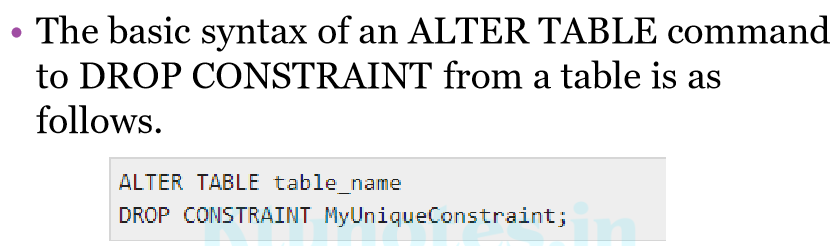 • The basic syntax of an ALTER TABLE command
to DROP CONSTRAINT from a table is as
follows.
ALTER TABLE table_name
DROP CONSTRAINT MyUniqueConstraint;